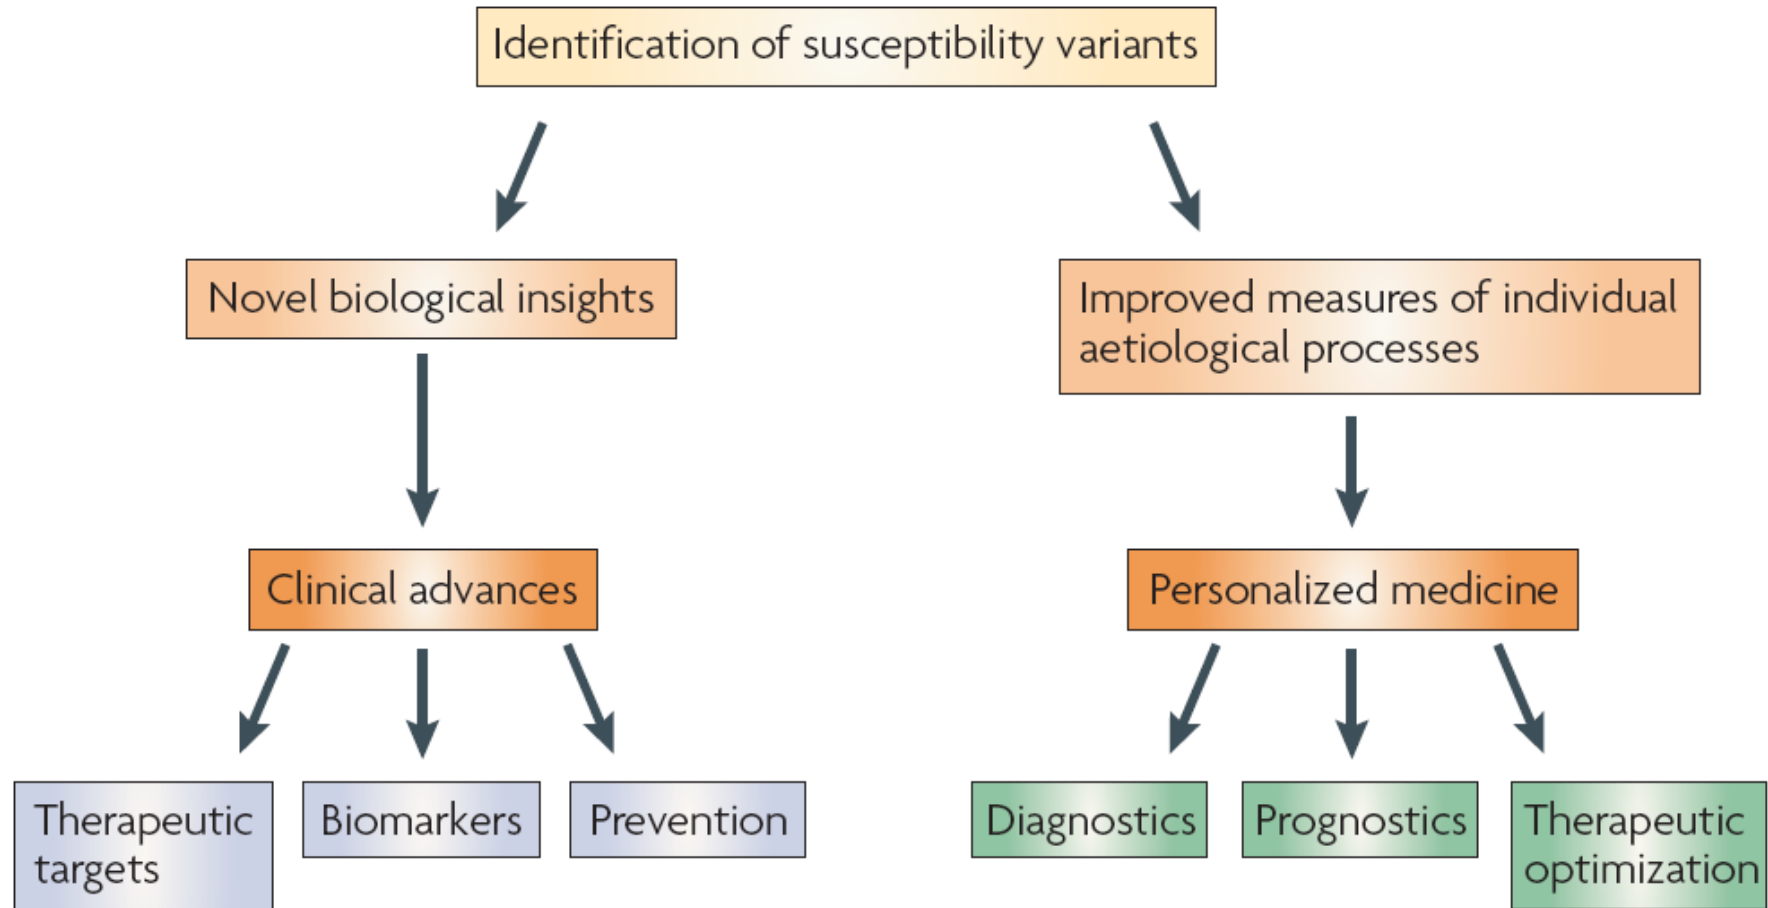 Identification of susceptibility variants
Novel biological insights
Improved measures of individual
aetiological processes
Clinical advances
Personalized medicine
Therapeutic
targets
Biomarkers
Prevention
Diagnostics
Prognostics
Therapeutic
optimization